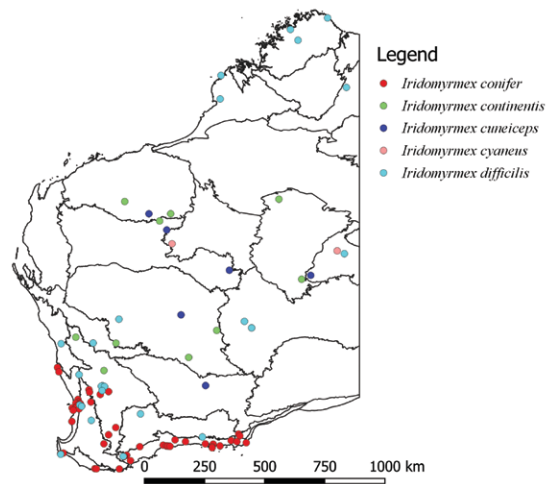 Legend
Iridomyrmex conifer
Iridomyrmex continentis
Iridomyrmex cuneiceps
Iridomyrmex cyaneus
Iridomyrmex difficilis
0 250 500 750 1000 km